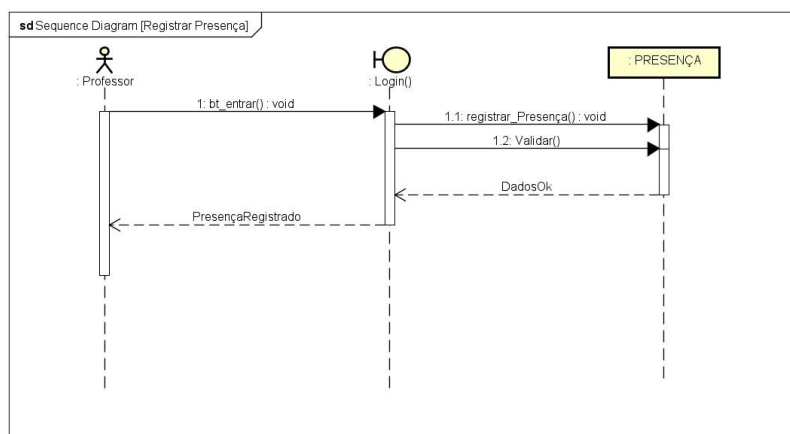 sd Sequence Diagram [Registrar Presença]
: Professor
: Login()
: PRESENÇA
1: bt_entrar() : void
1.1: registrar_Presença() : void
1.2: Validar()
DadosOk
PresençaRegistrado